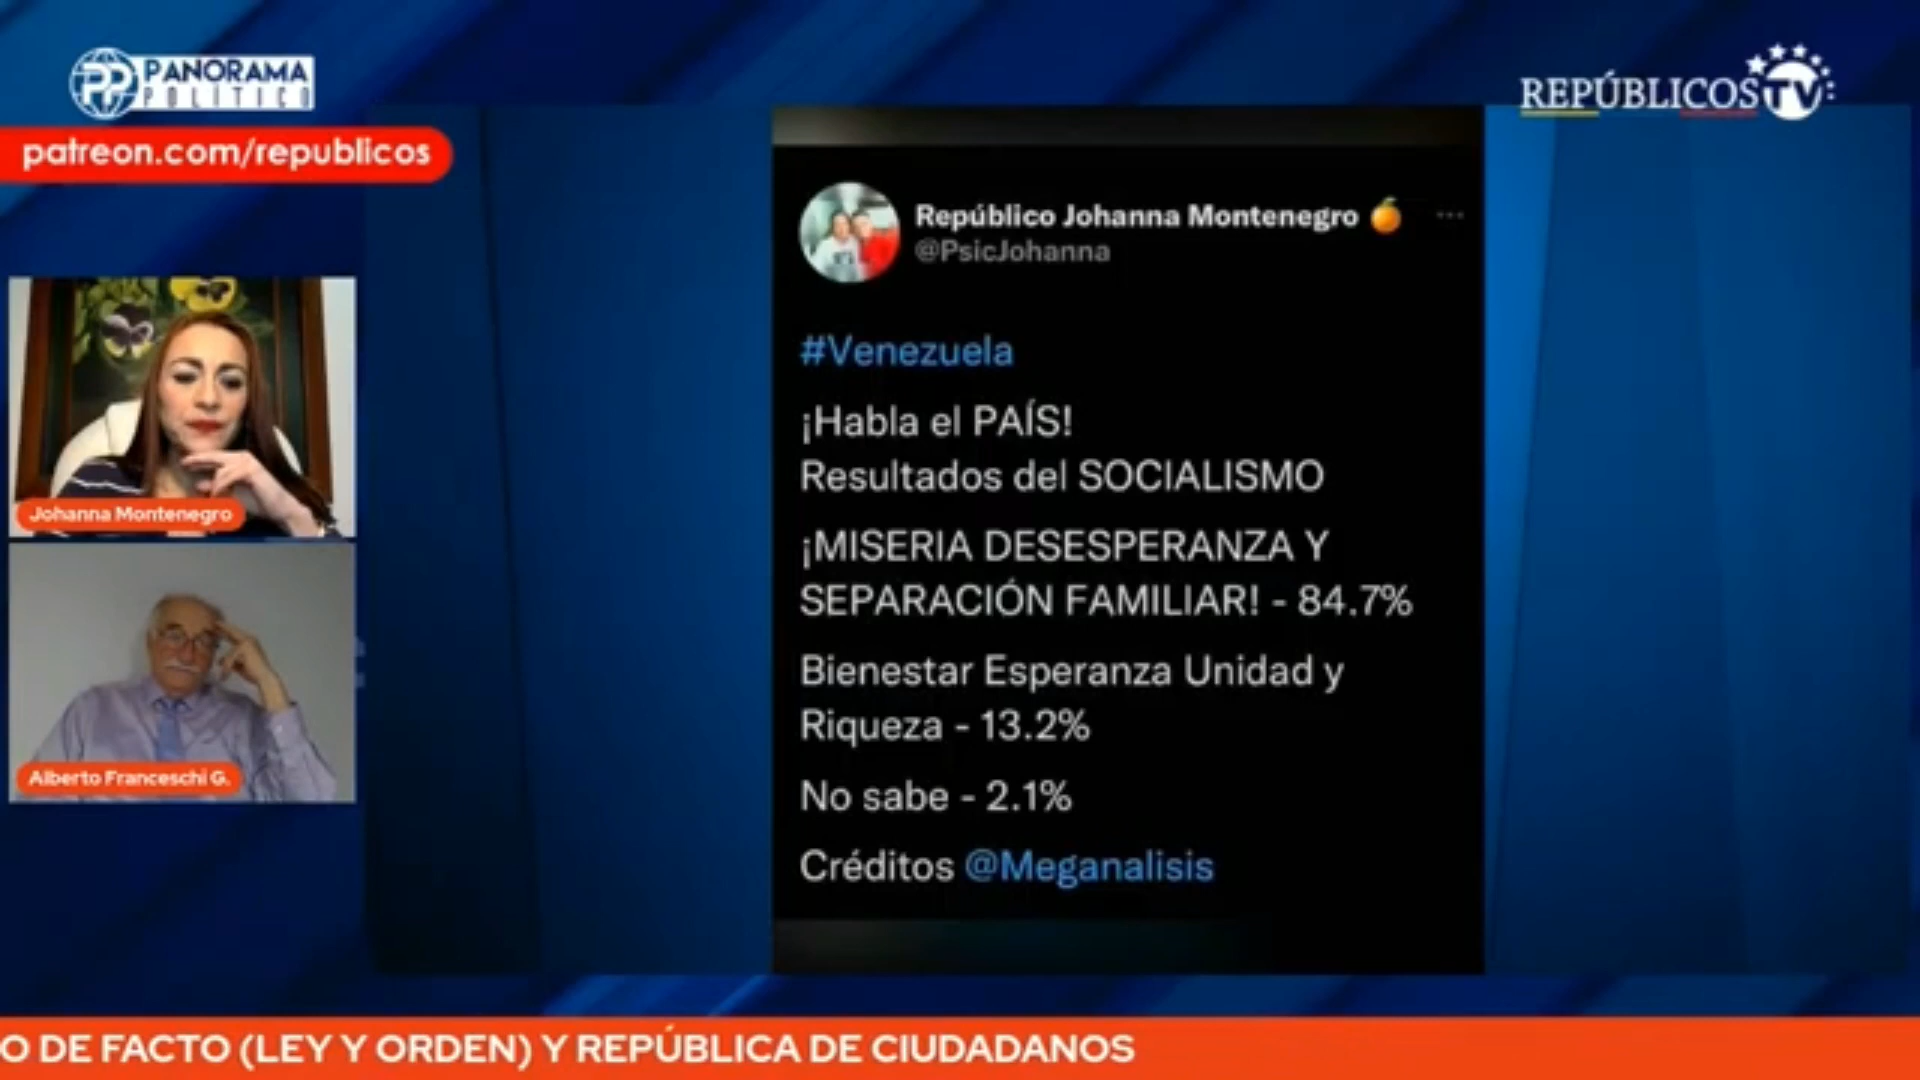 PP PANORAMA
POLÍTICO
patreon.com/republicos
REPÚBLICOS TV
Johanna Montenegro
Alberto Franceschi G.
Repúblico Johanna Montenegro
@PsicJohanna
#Venezuela
¡Habla el PAÍS!
Resultados del SOCIALISMO
¡MISERIA DESESPERANZA Y
SEPARACIÓN FAMILIAR! - 84.7%
Bienestar Esperanza Unidad y
Riqueza - 13.2%
No sabe - 2.1%
Créditos @Meganalisis
O DE FACTO (LEY Y ORDEN) Y REPÚBLICA DE CIUDADANOS